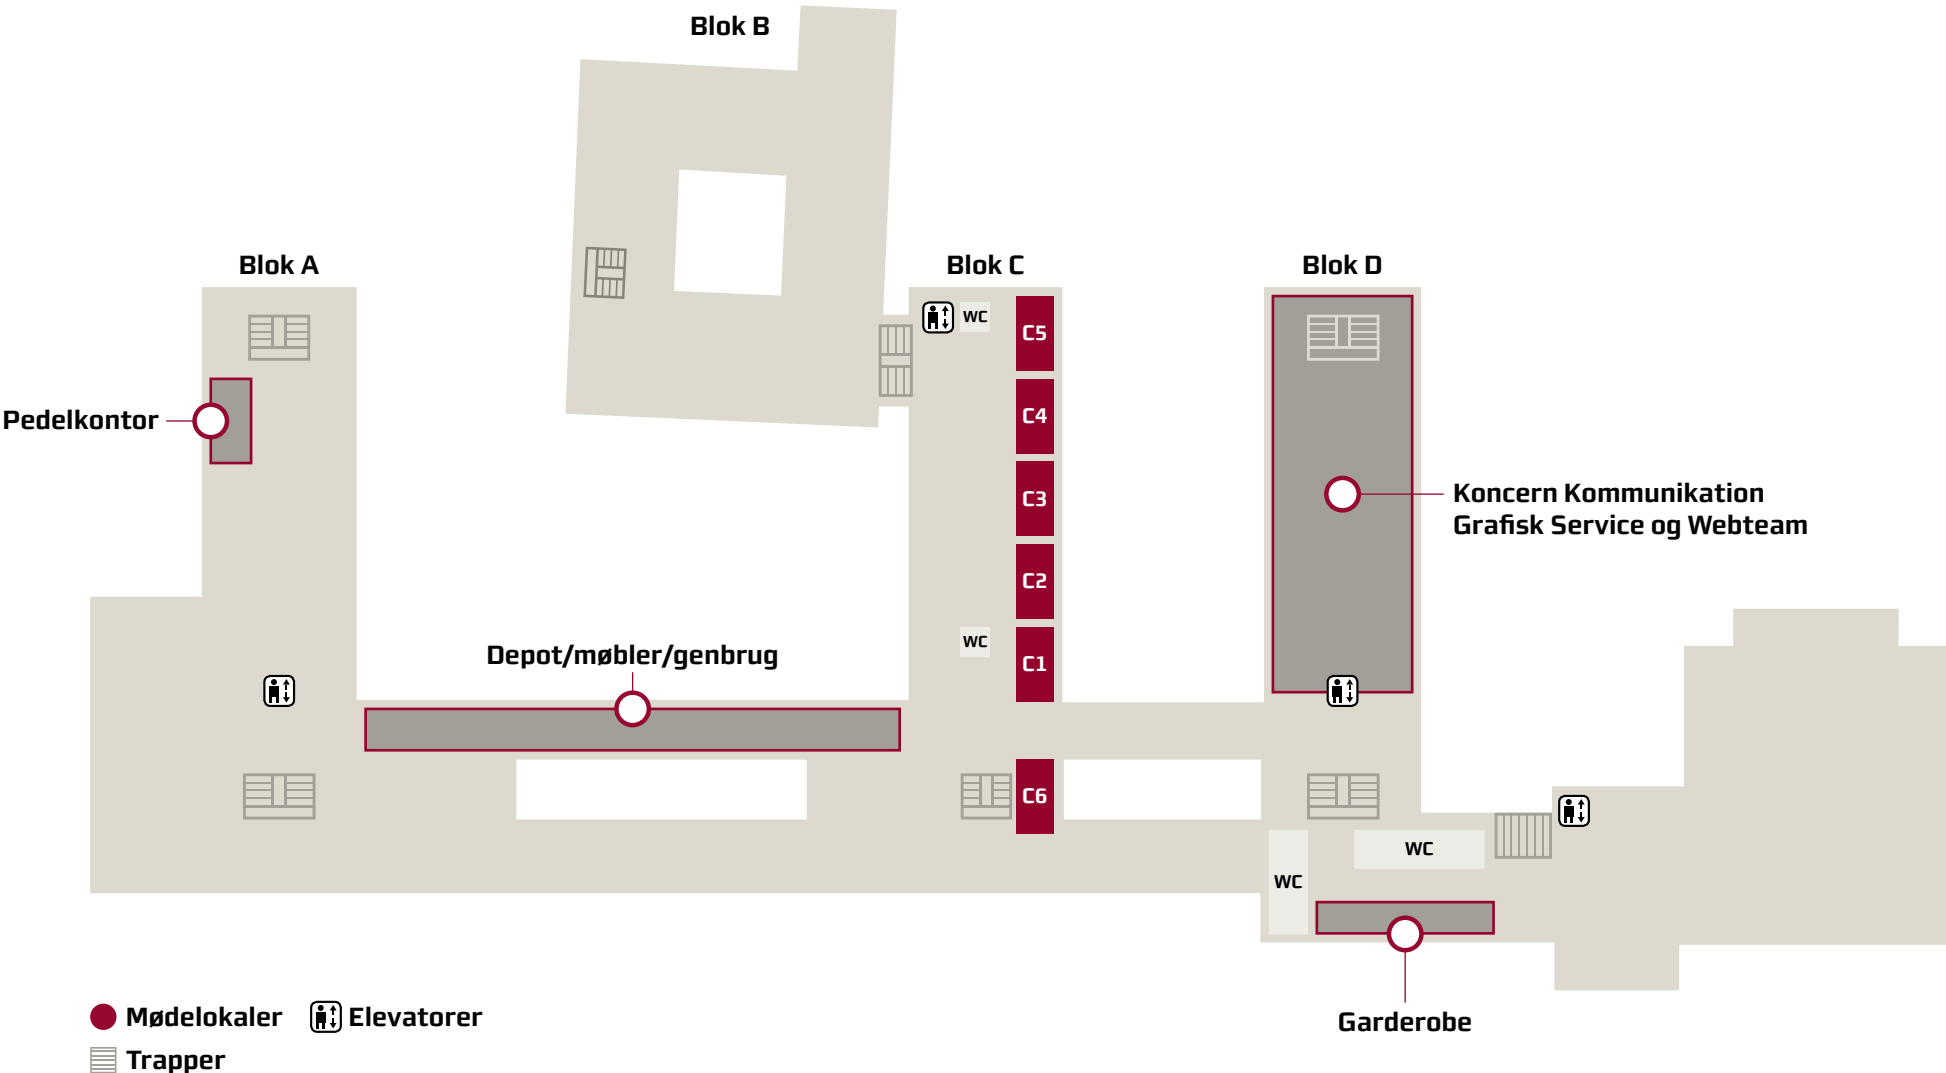 Blok B
Blok A
Blok C
Blok D
WC
C5
C4
Pedelkontor
C3
Koncern Kommunikation
Grafisk Service og Webteam
C2
WC
C1
Depot/møbler/genbrug
C6
WC
WC
Garderobe
Mødelokaler
Elevatorer
Trapper